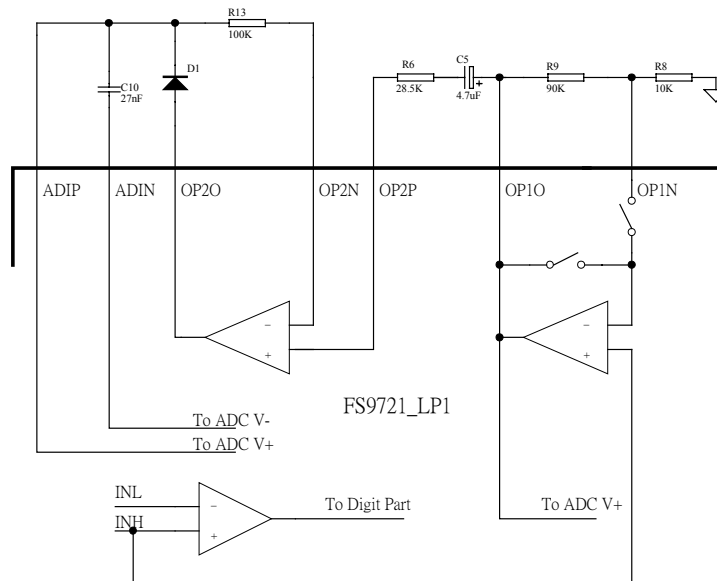 R13
100K
D1
C10
27nF
R6
28.5K
C5
+
4.7uF
R9
90K
R8
10K
ADIP
ADIN
OP2O
OP2N
OP2P
OP1O
OP1N
−
+
−
+
FS9721_LP1
To ADC V-
To ADC V+
INL
−
INH
+
To Digit Part
To ADC V+